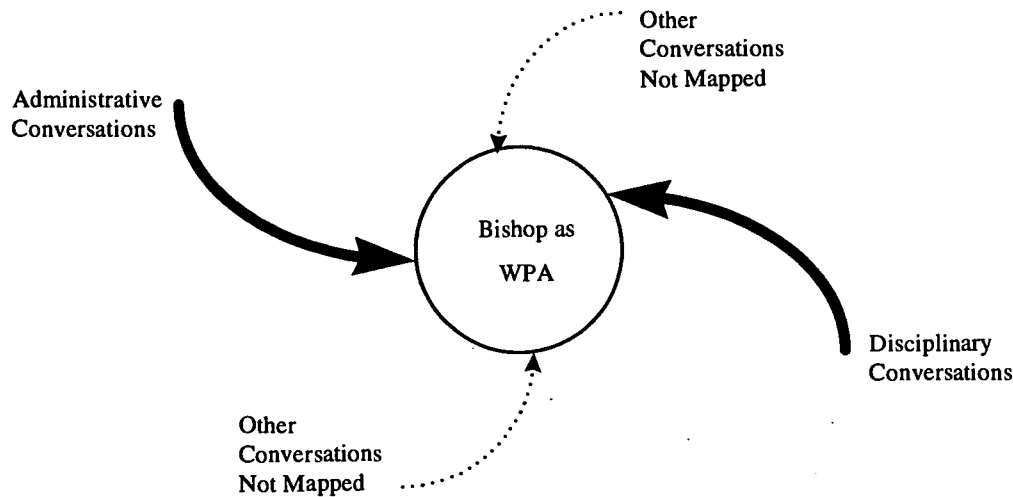 Other
Conversations
Not Mapped
Administrative
Conversations
Bishop as
WPA
Disciplinary
Conversations
Other
Conversations
Not Mapped